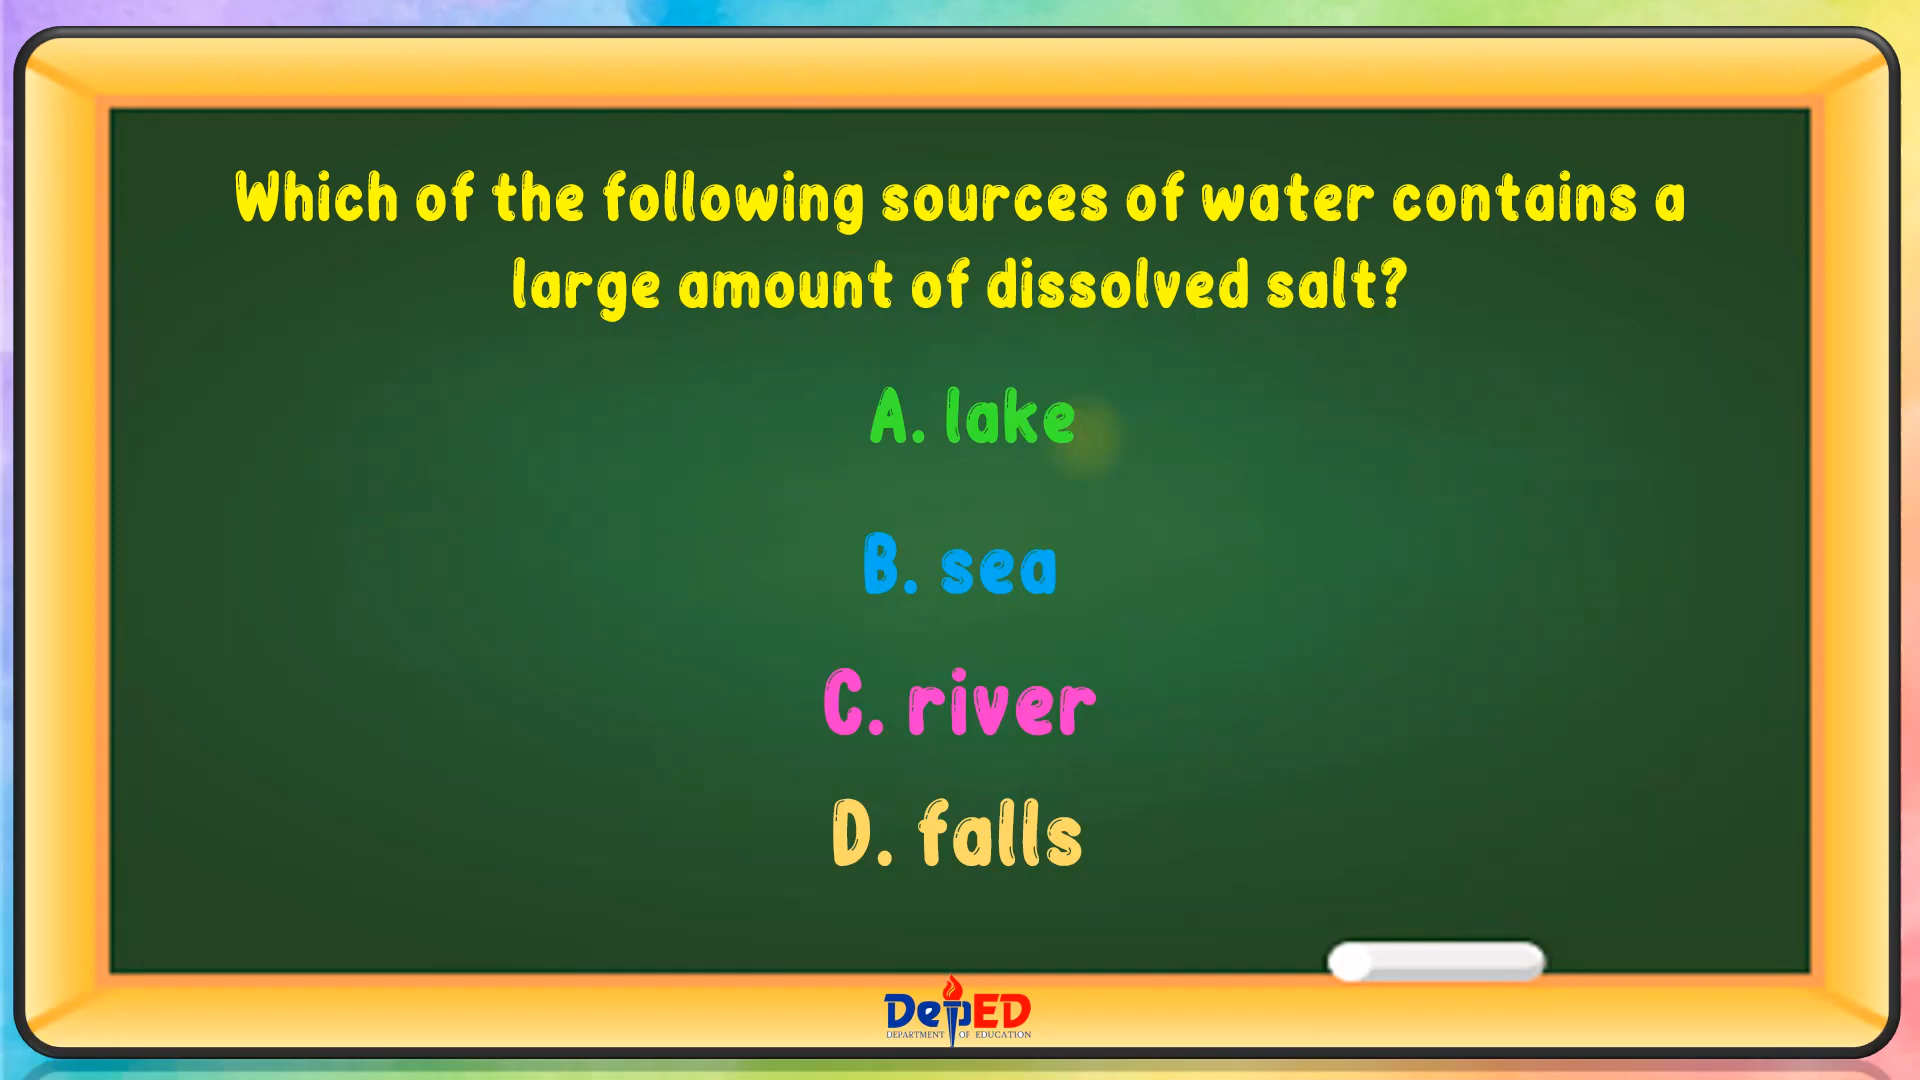 Which of the following sources of water contains a
large amount of dissolved salt?
A. lake
B. sea
C. river
D. falls
DepED
DEPARTMENT OF EDUCATION